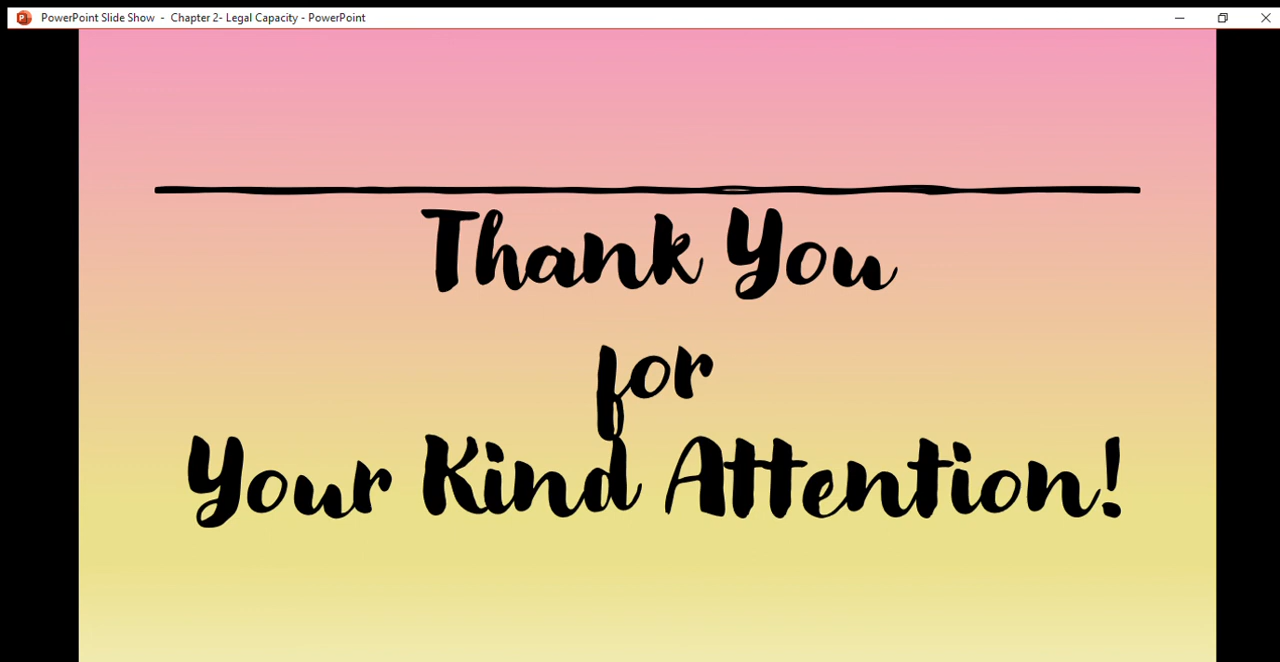 PowerPoint Slide Show - Chapter 2- Legal Capacity - PowerPoint
Thank You
for
Your Kind Attention!